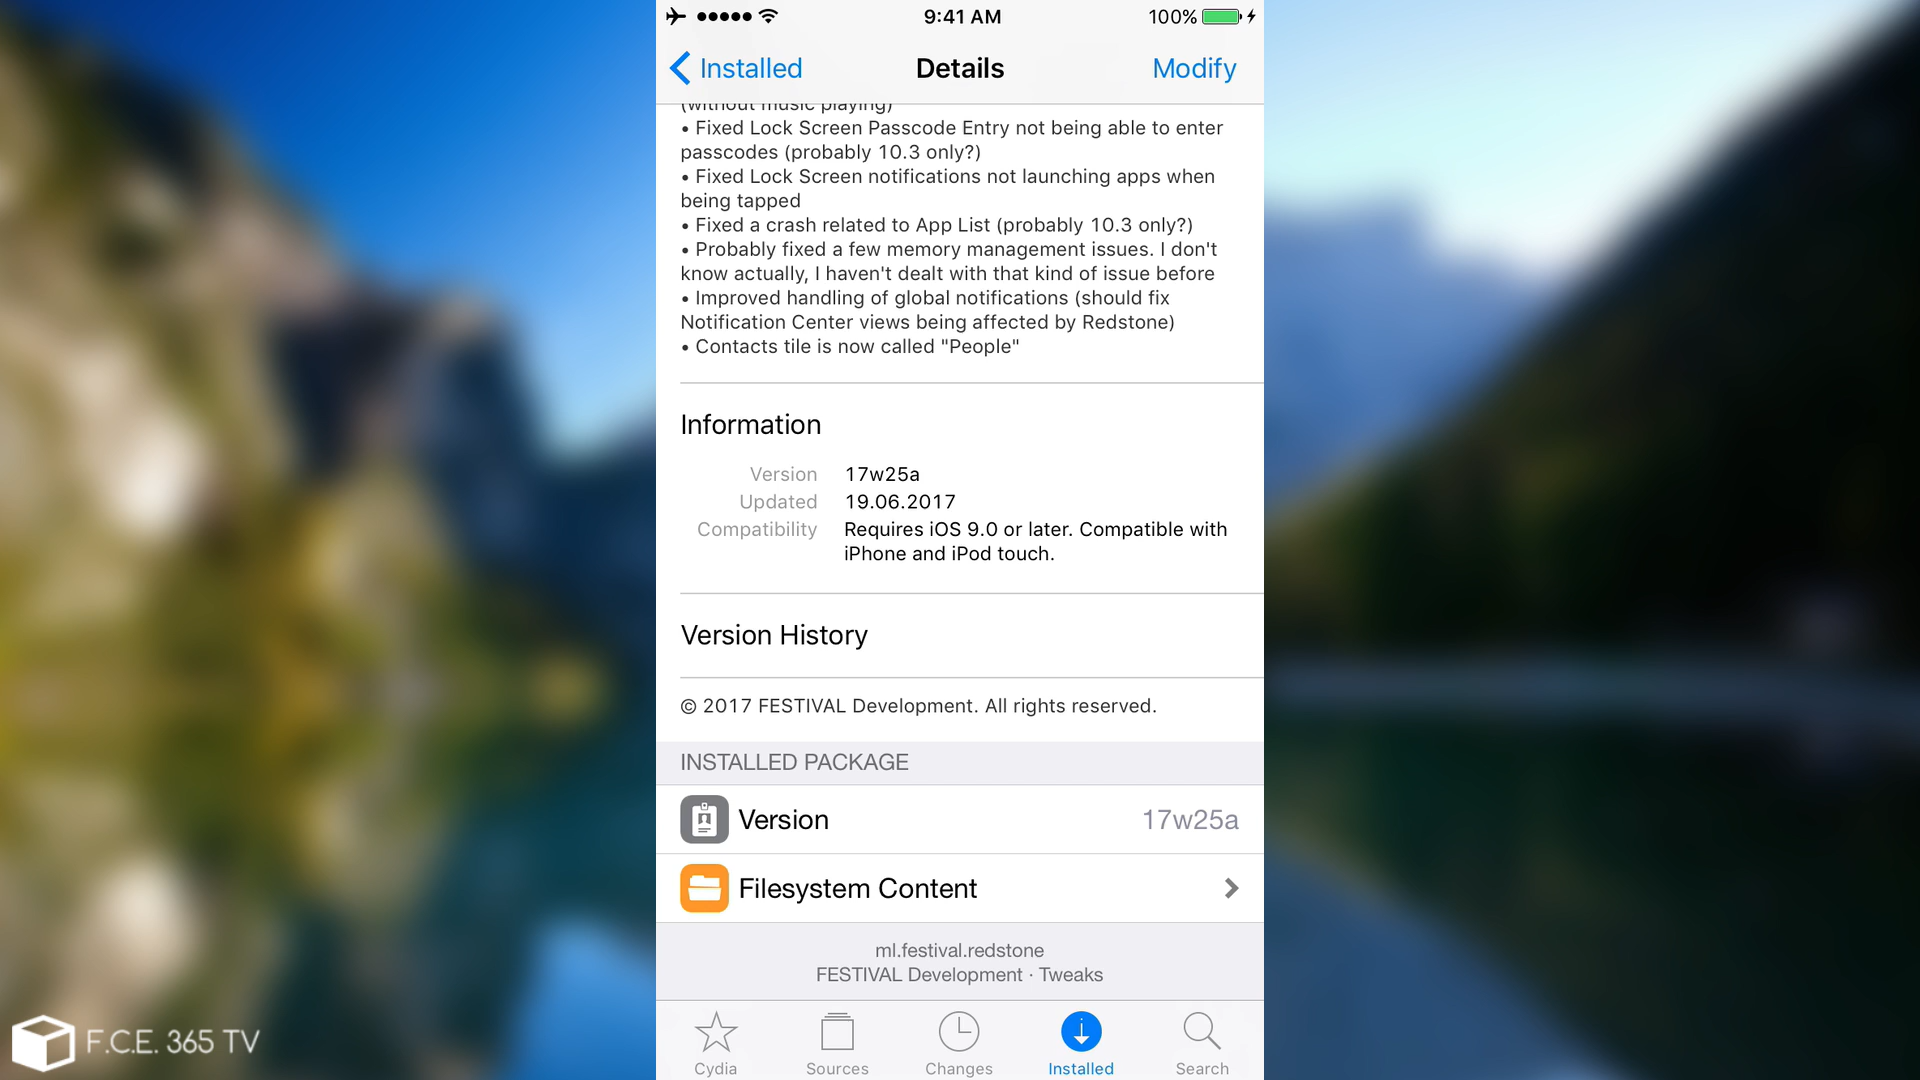 9:41 AM
100%
Installed
Details
Modify
(without music playing)
• Fixed Lock Screen Passcode Entry not being able to enter
passcodes (probably 10.3 only?)
• Fixed Lock Screen notifications not launching apps when
being tapped
• Fixed a crash related to App List (probably 10.3 only?)
• Probably fixed a few memory management issues. I don't
know actually, I haven't dealt with that kind of issue before
• Improved handling of global notifications (should fix
Notification Center views being affected by Redstone)
• Contacts tile is now called "People"
Information
Version 17w25a
Updated 19.06.2017
Compatibility Requires iOS 9.0 or later. Compatible with
iPhone and iPod touch.
Version History
© 2017 FESTIVAL Development. All rights reserved.
INSTALLED PACKAGE
Version 17w25a
Filesystem Content
ml.festival.redstone
FESTIVAL Development · Tweaks
Cydia
Sources
Changes
Installed
Search
F.C.E. 365 TV